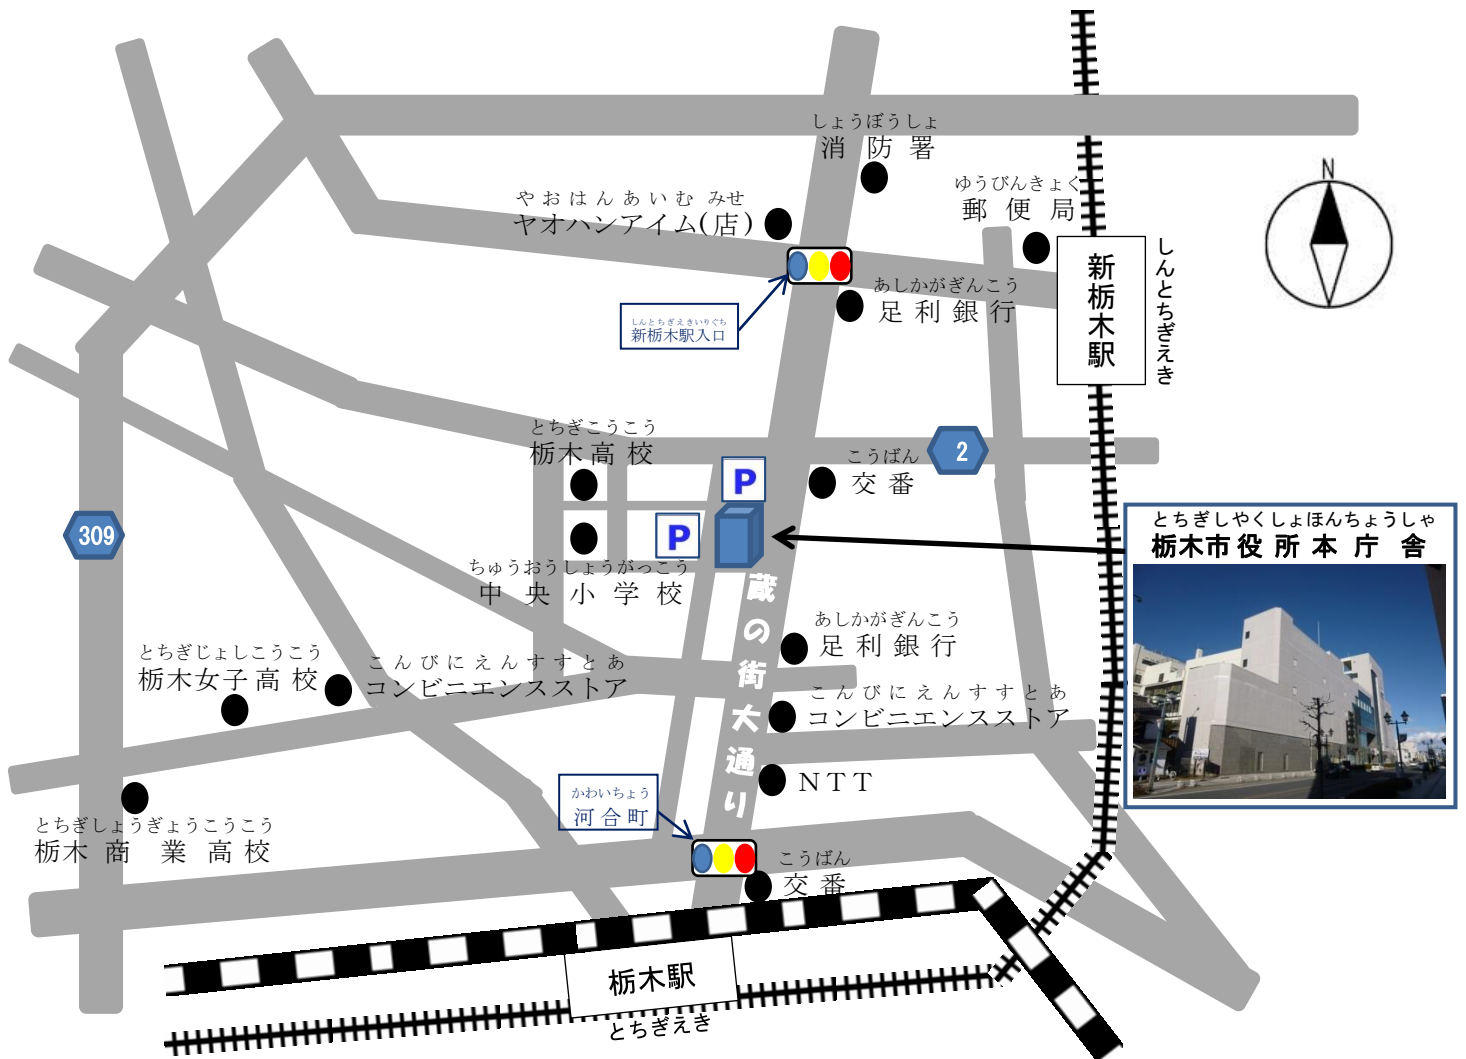 N
しょうぼうしょ
消防署
ゆうびんきょく
郵便局
やおはんあいむ みせ
ヤオハンアイム(店)
しんとちぎえき
新栃木駅
あしかがぎんこう
足利銀行
しんとちぎえきいりぐち
新栃木駅入口
とちぎこうこう
栃木高校
P
こうばん
交番
2
309
P
ちゅうおうしょうがっこう
中央小学校
とちぎしやくしょほんちょうしゃ
栃木市役所本庁舎
蔵の街大通り
あしかがぎんこう
足利銀行
とちぎじょしこうこう
栃木女子高校
こんびにえんすすとあ
コンビニエンスストア
こんびにえんすすとあ
コンビニエンスストア
NTT
かわいちょう
河合町
とちぎしょうぎょうこうこう
栃木商業高校
こうばん
交番
栃木駅
とちぎえき